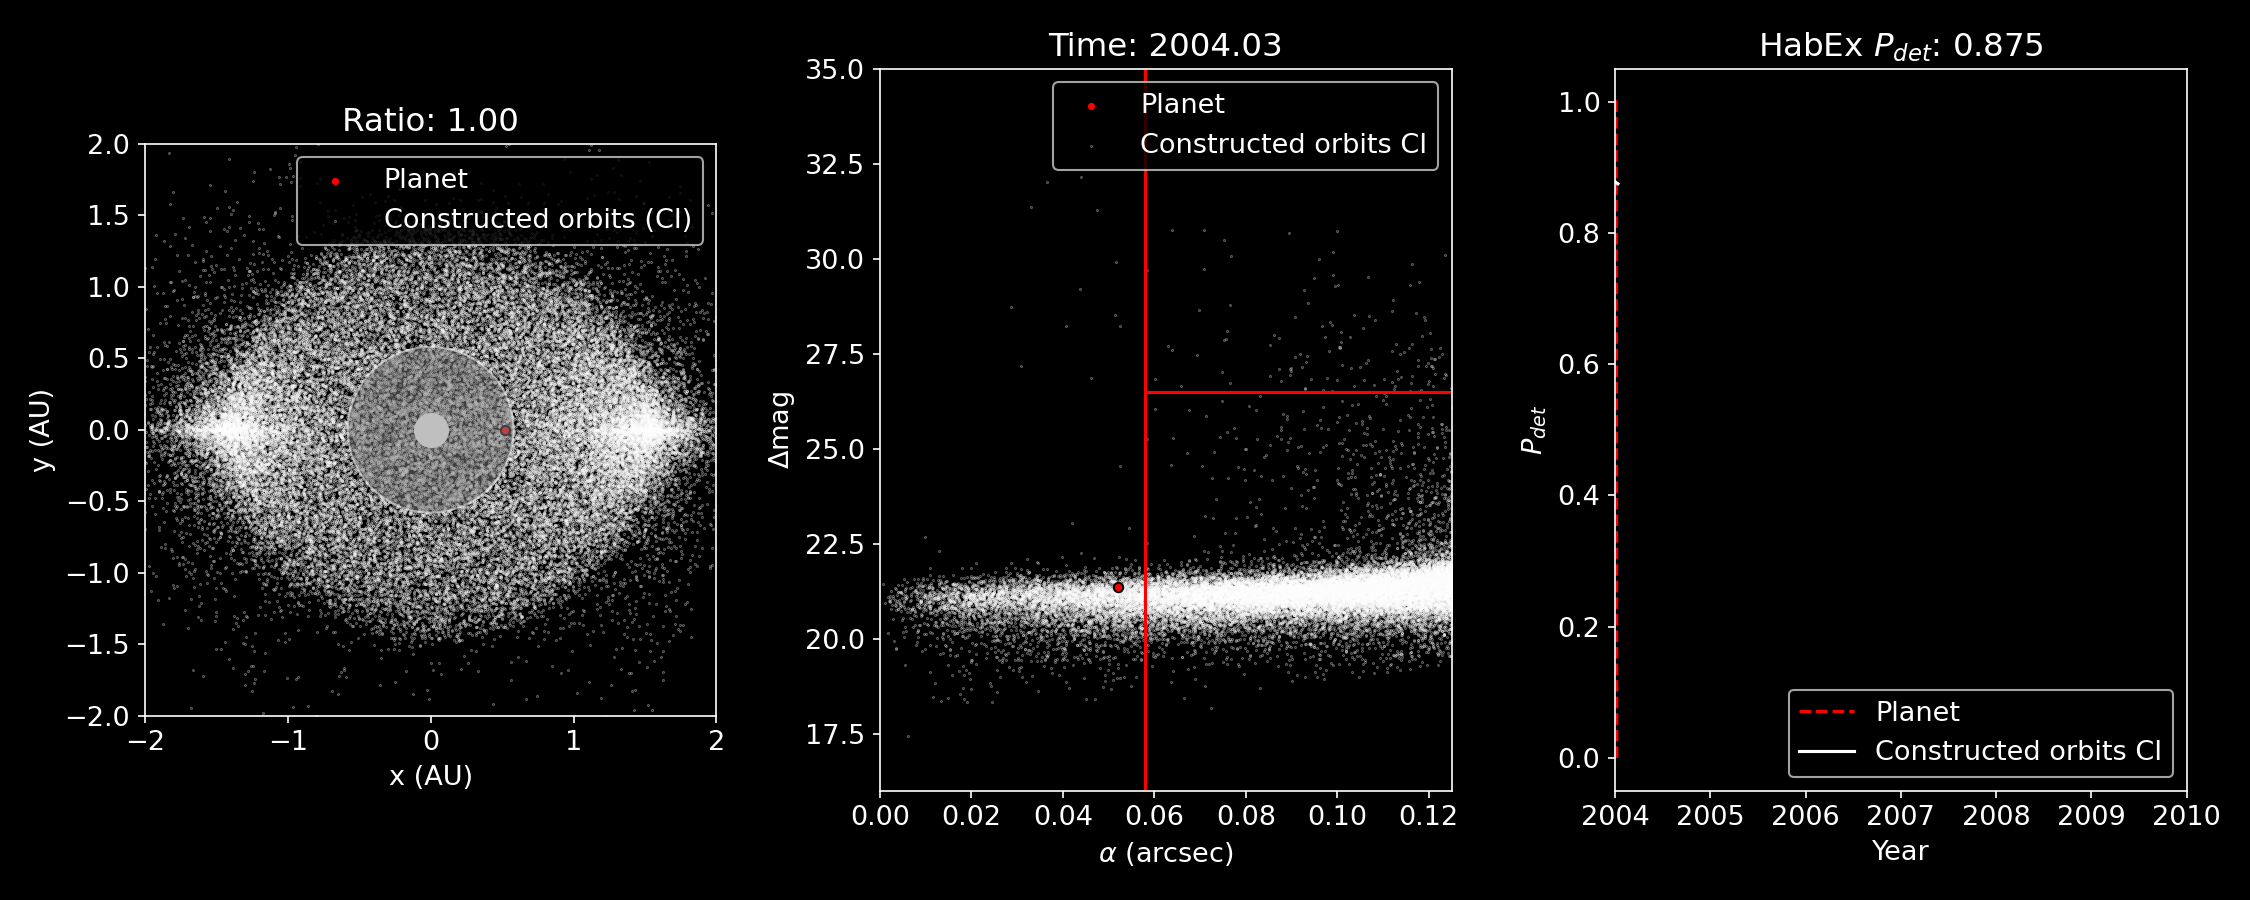 Ratio: 1.00
Planet
Constructed orbits (CI)
2.0
1.5
1.0
0.5
0.0
−0.5
−1.0
−1.5
−2.0
y (AU)
−2
−1
0
1
2
x (AU)
Time: 2004.03
Planet
Constructed orbits CI
35.0
32.5
30.0
27.5
25.0
22.5
20.0
17.5
Δmag
0.00
0.02
0.04
0.06
0.08
0.10
0.12
α (arcsec)
HabEx P_det: 0.875
1.0
0.8
0.6
0.4
0.2
0.0
P_det
Planet
Constructed orbits CI
2004
2005
2006
2007
2008
2009
2010
Year